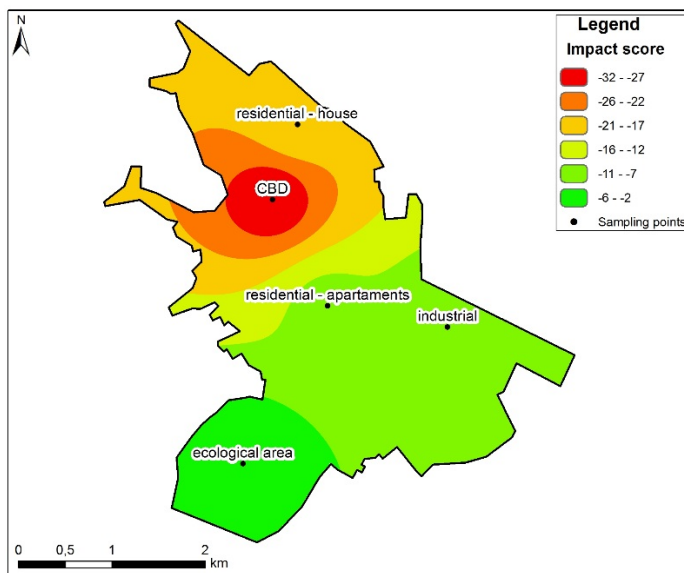 N
Legend
Impact score
-32 - -27
-26 - -22
-21 - -17
-16 - -12
-11 - -7
-6 - -2
Sampling points
residential - house
CBD
residential - apartaments
industrial
ecological area
0 0,5 1 2
km